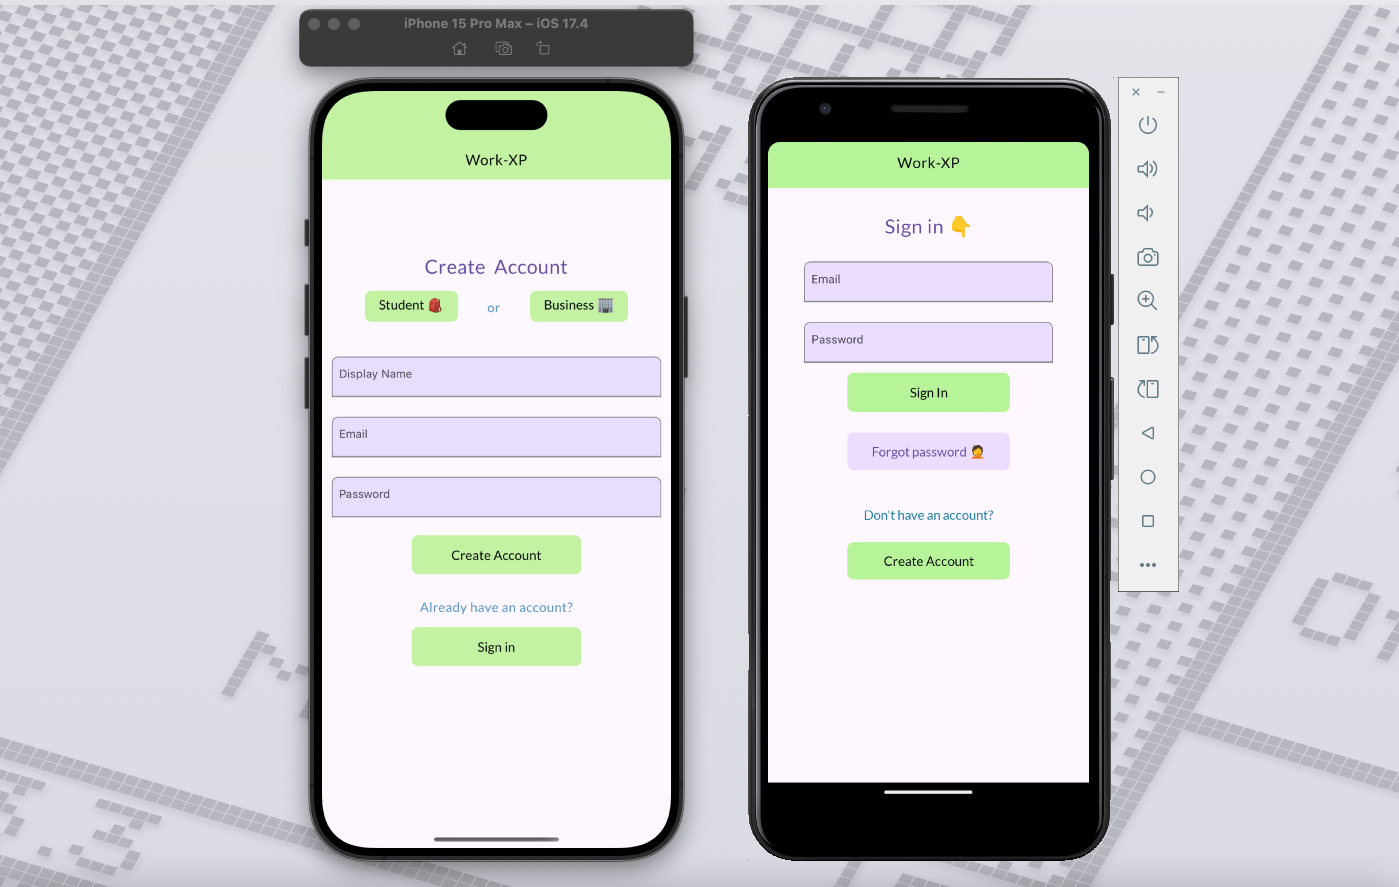 iPhone 15 Pro Max – iOS 17.4
Work-XP
Create Account
Student 🎒 or Business 🏢
Display Name
Email
Password
Create Account
Already have an account?
Sign in
Work-XP
Sign in 👇
Email
Password
Sign In
Forgot password 🤦
Don't have an account?
Create Account